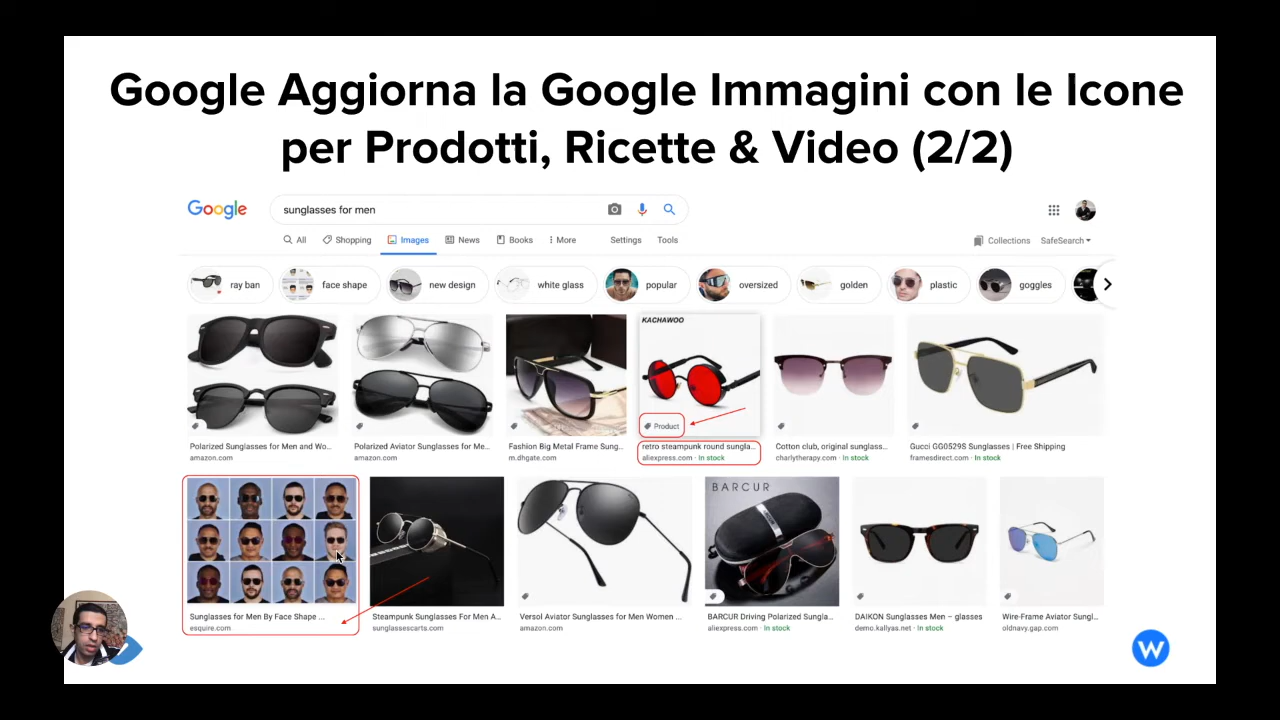 Google Aggiorna la Google Immagini con le Icone
per Prodotti, Ricette & Video (2/2)
Google
sunglasses for men
All
Shopping
Images
News
Books
More
Settings
Tools
Collections
SafeSearch
ray ban
face shape
new design
white glass
popular
oversized
golden
plastic
goggles
KACHAWOO
Product
Polarized Sunglasses for Men and Wo...
amazon.com
Polarized Aviator Sunglasses for Me...
amazon.com
Fashion Big Metal Frame Sung...
m.dhgate.com
retro steampunk round sungla...
aliexpress.com · In stock
Cotton club, original sunglass...
charlytherapy.com · In stock
Gucci GG0529S Sunglasses | Free Shipping
framesdirect.com · In stock
BARCUR
Sunglasses for Men By Face Shape ...
esquire.com
Steampunk Sunglasses For Men A...
sunglassescarts.com
Versol Aviator Sunglasses for Men Women ...
amazon.com
BARCUR Driving Polarized Sungla...
aliexpress.com · In stock
DAIKON Sunglasses Men – glasses
demo.kallyas.net · In stock
Wire-Frame Aviator Sungl...
oldnavy.gap.com
W